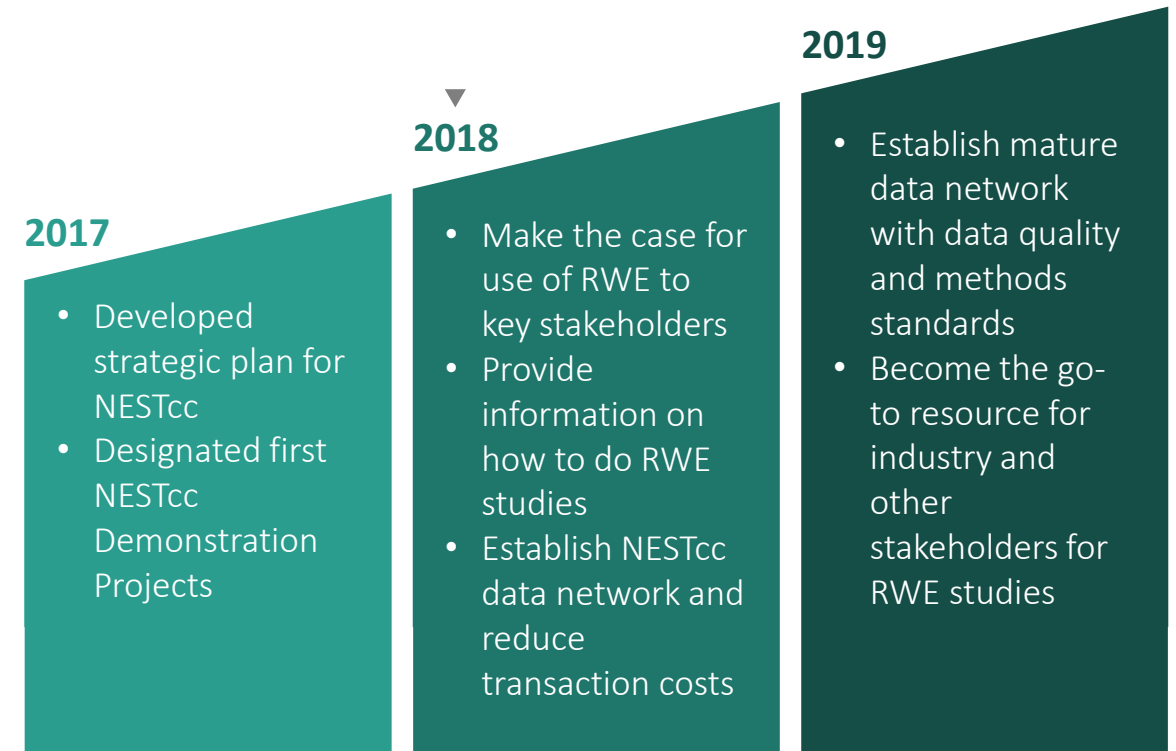 2017
• Developed
strategic plan for
NESTcc
• Designated first
NESTcc
Demonstration
Projects
2018
• Make the case for
use of RWE to
key stakeholders
• Provide
information on
how to do RWE
studies
• Establish NESTcc
data network and
reduce
transaction costs
2019
• Establish mature
data network
with data quality
and methods
standards
• Become the go-
to resource for
industry and
other
stakeholders for
RWE studies